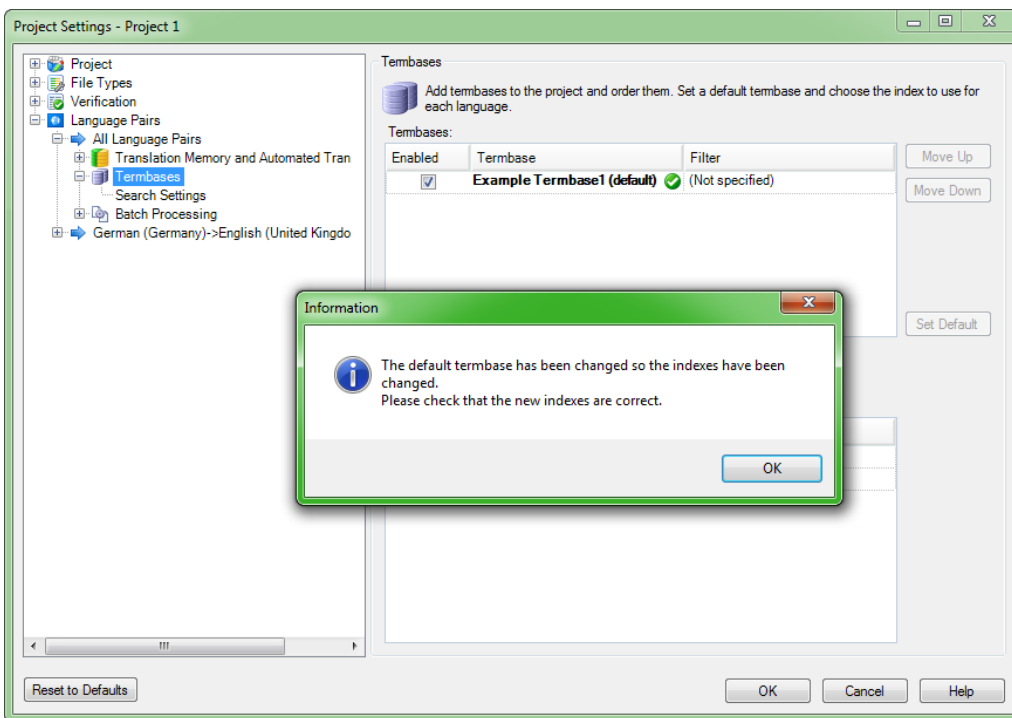 Project Settings - Project 1
Project
File Types
Verification
Language Pairs
All Language Pairs
Translation Memory and Automated Tran
Termbases
Search Settings
Batch Processing
German (Germany)->English (United Kingdo
Termbases
Add termbases to the project and order them. Set a default termbase and choose the index to use for
each language.
Termbases:
Enabled Termbase Filter
Example Termbase1 (default) (Not specified)
Move Up
Move Down
Set Default
Information
The default termbase has been changed so the indexes have been
changed.
Please check that the new indexes are correct.
OK
Reset to Defaults
OK Cancel Help